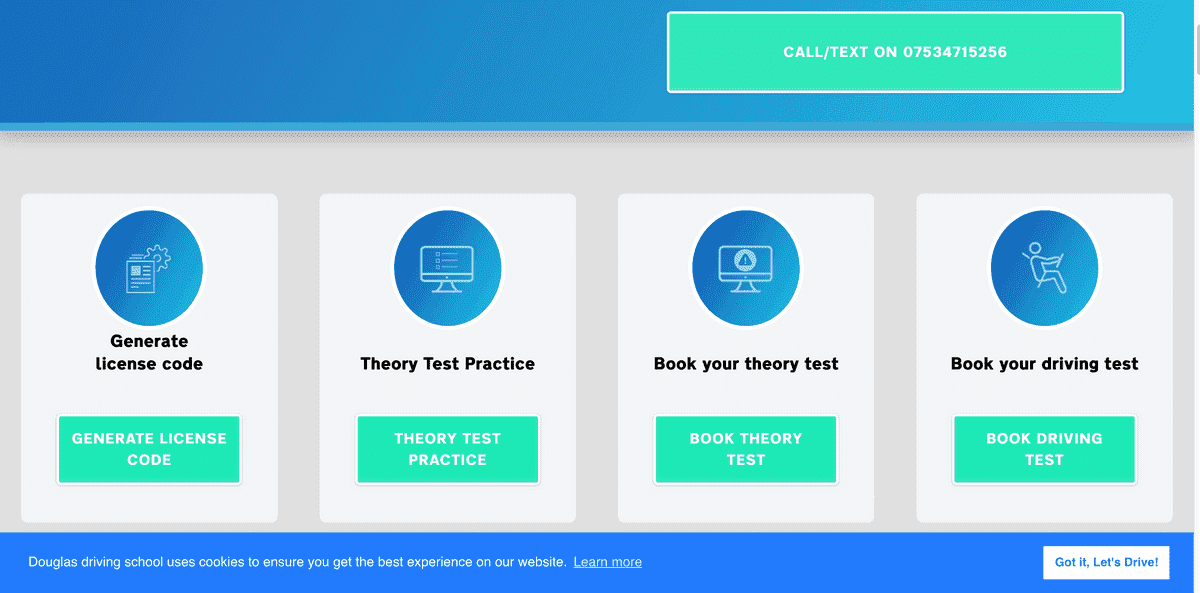 CALL/TEXT ON 07534715256
Generate
license code
Theory Test Practice
Book your theory test
Book your driving test
GENERATE LICENSE
CODE
THEORY TEST
PRACTICE
BOOK THEORY
TEST
BOOK DRIVING
TEST
Douglas driving school uses cookies to ensure you get the best experience on our website. Learn more
Got it, Let's Drive!